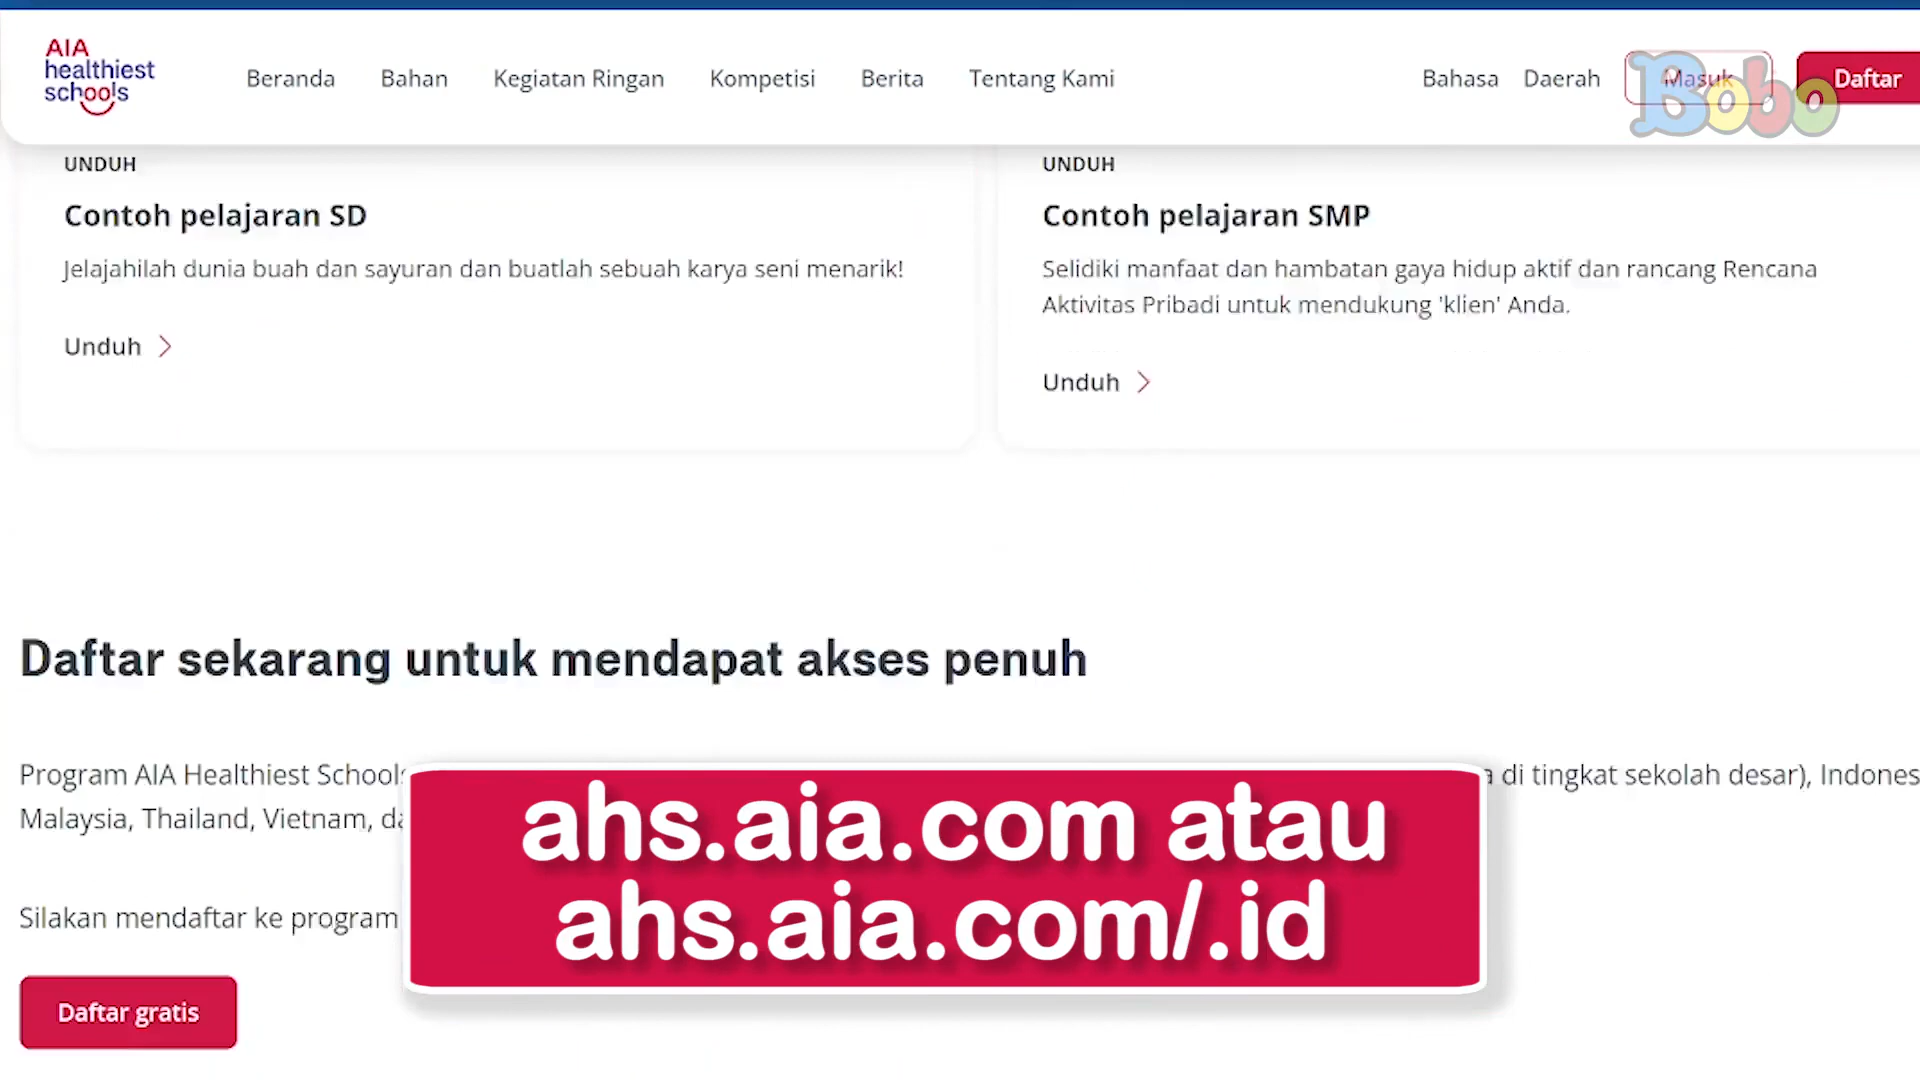 AIA
healthiest
schools
Beranda Bahan Kegiatan Ringan Kompetisi Berita Tentang Kami Bahasa Daerah Masuk Daftar
Bobo
UNDUH
Contoh pelajaran SD
Jelajahilah dunia buah dan sayuran dan buatlah sebuah karya seni menarik!
Unduh
UNDUH
Contoh pelajaran SMP
Selidiki manfaat dan hambatan gaya hidup aktif dan rancang Rencana
Aktivitas Pribadi untuk mendukung 'klien' Anda.
Unduh
Daftar sekarang untuk mendapat akses penuh
Program AIA Healthiest Schools di tingkat sekolah desar), Indones
Malaysia, Thailand, Vietnam,
Silakan mendaftar ke program
ahs.aia.com atau
ahs.aia.com/.id
Daftar gratis